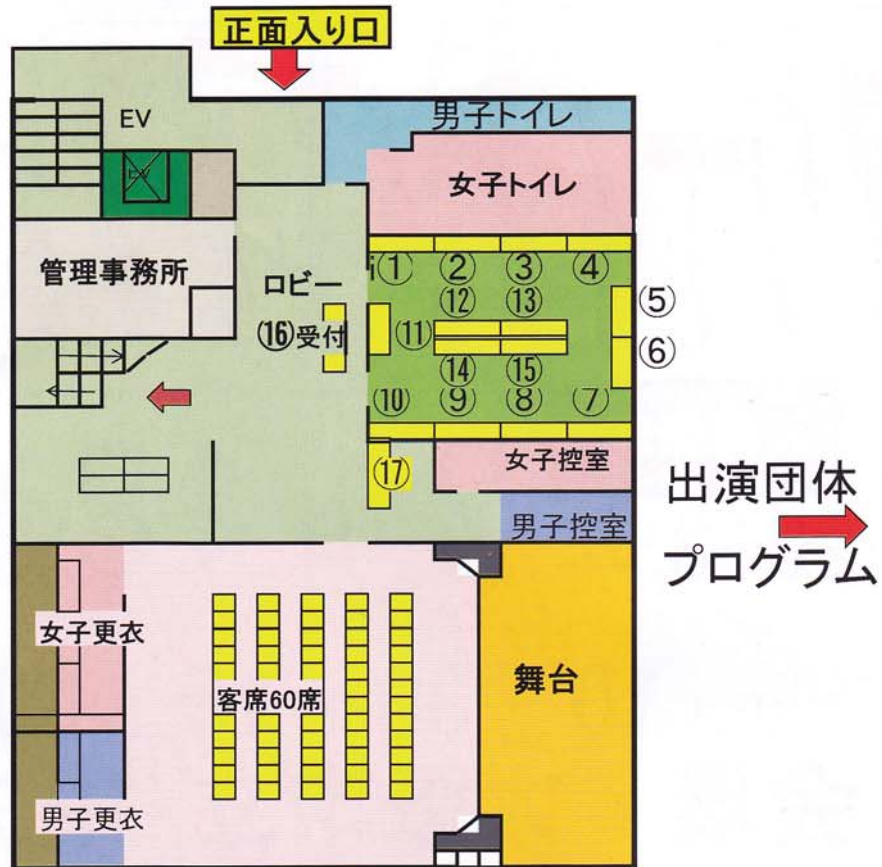 正面入り口
EV
男子トイレ
EV
女子トイレ
管理事務所
ロビー
i① ② ③ ④
⑫ ⑬
⑤
⑯受付 ⑪
⑥
⑭ ⑮
⑩ ⑨ ⑧ ⑦
⑰
女子控室
男子控室
出演団体
プログラム
女子更衣
客席60席
舞台
男子更衣